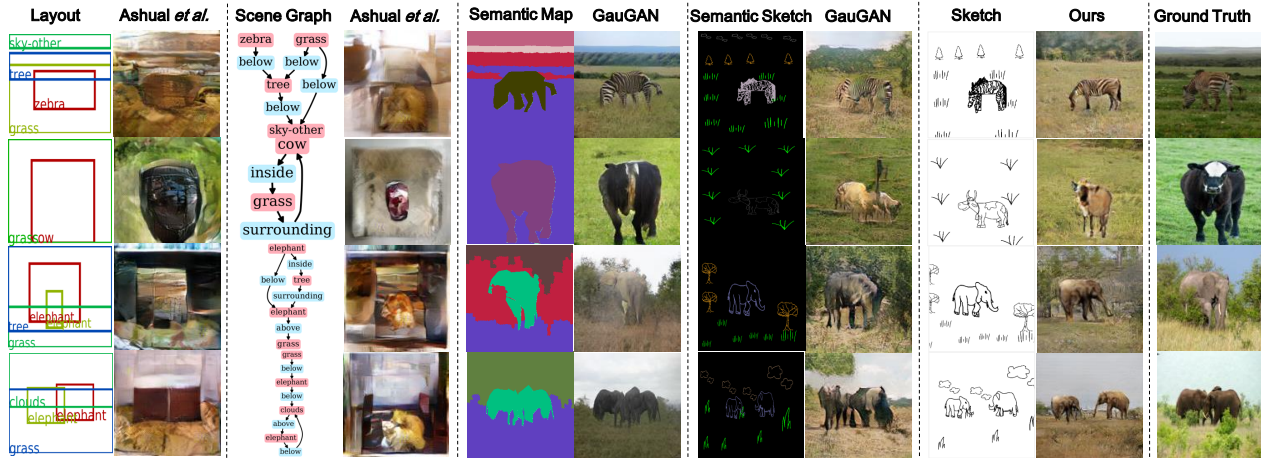 Layout
Ashual et al.
Scene Graph
Ashual et al.
Semantic Map
GauGAN
Semantic Sketch
GauGAN
Sketch
Ours
Ground Truth
sky-other
tree
zebra
grass
zebra
grass
below
below
tree
below
below
sky-other
grass
cow
cow
inside
grass
surrounding
elephant
elephant
tree
grass
elephant
inside
below
tree
surrounding
elephant
above
grass
clouds
elephant
elephant
grass
grass
below
elephant
below
clouds
above
elephant
below